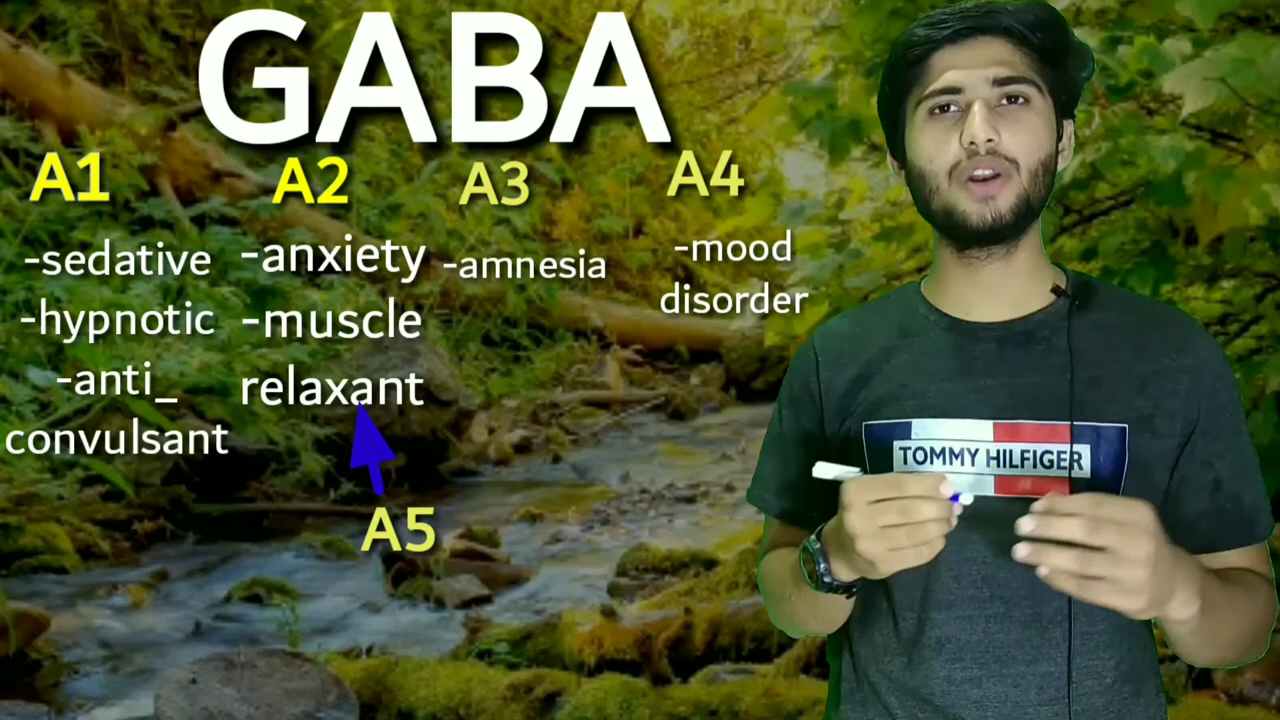 GABA
A1
-sedative
-hypnotic
-anti_
convulsant
A2
-anxiety
-muscle
relaxant
A5
A3
-amnesia
A4
-mood
disorder
TOMMY HILFIGER